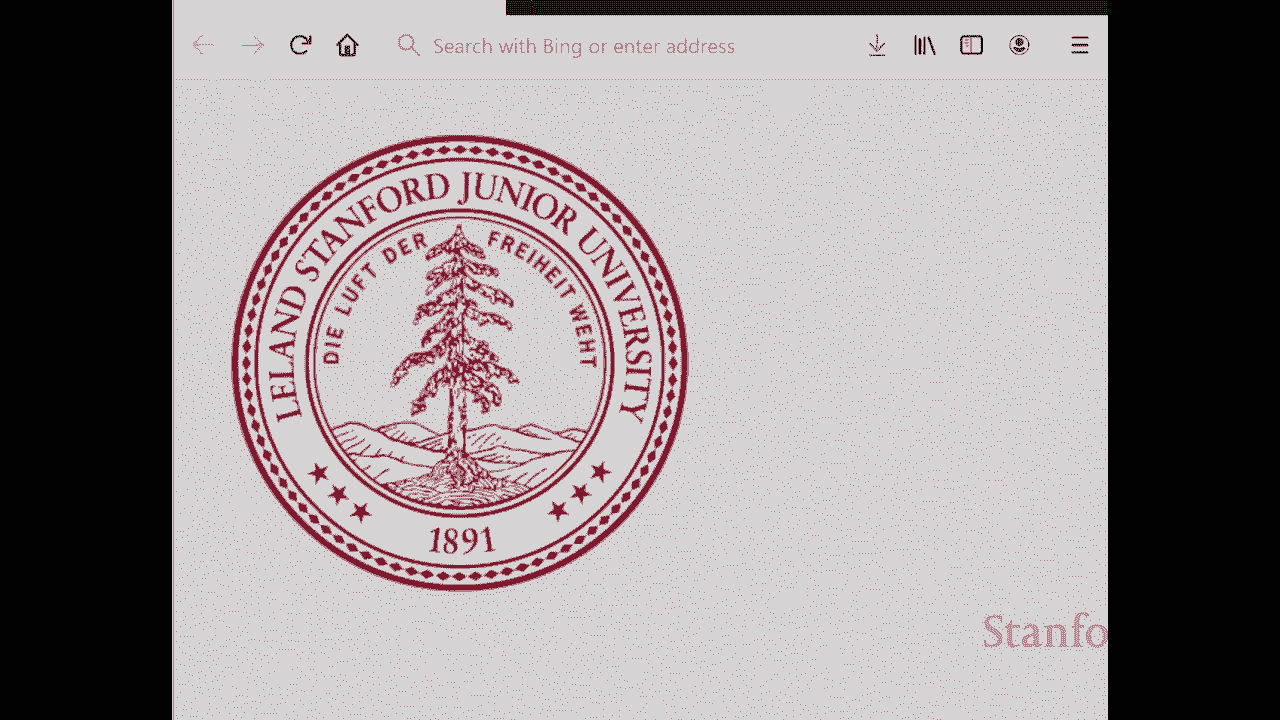 Search with Bing or enter address
LELAND STANFORD JUNIOR UNIVERSITY
DIE LUFT DER FREIHEIT WEHT
1891
Stanfo